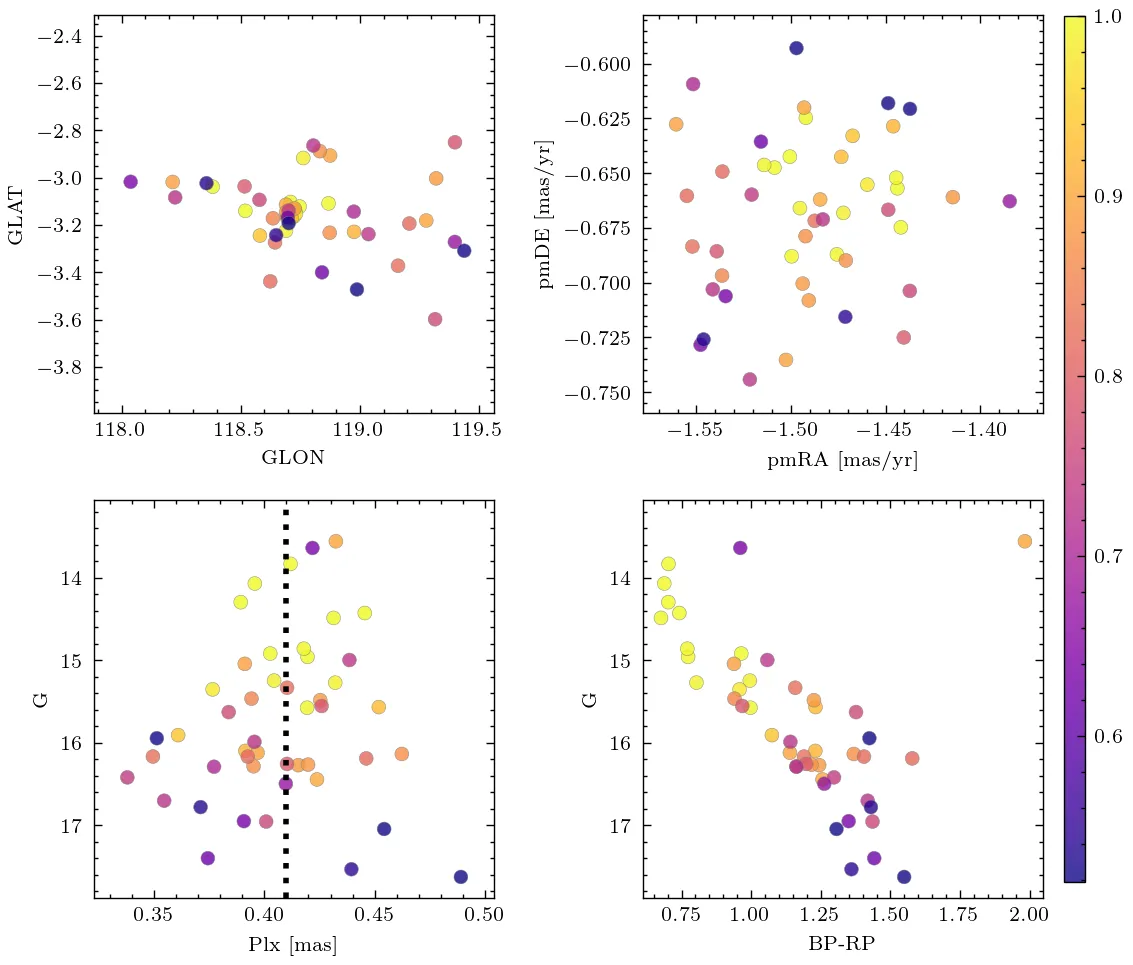 −2.4
−2.6
−2.8
−3.0
−3.2
−3.4
−3.6
−3.8
GLAT
118.0 118.5 119.0 119.5
GLON
−0.600
−0.625
−0.650
−0.675
−0.700
−0.725
−0.750
pmDE [mas/yr]
−1.55 −1.50 −1.45 −1.40
pmRA [mas/yr]
14
15
16
17
G
0.35 0.40 0.45 0.50
Plx [mas]
14
15
16
17
G
0.75 1.00 1.25 1.50 1.75 2.00
BP-RP
1.0
0.9
0.8
0.7
0.6